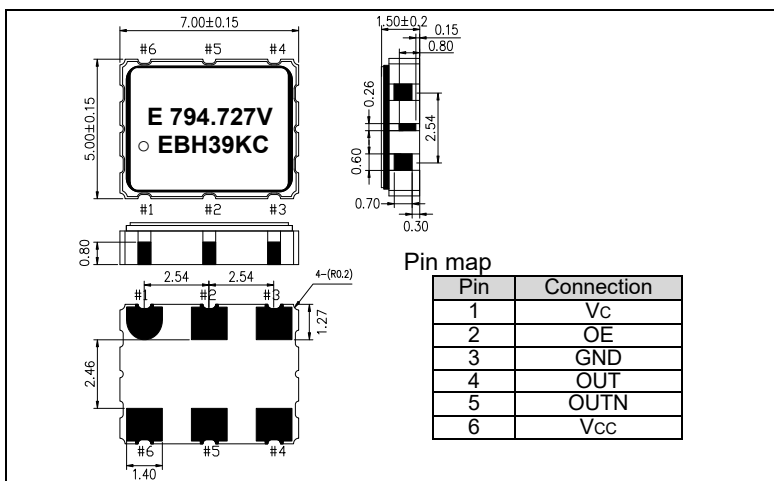 7.00±0.15
#6 #5 #4
5.00±0.15
E 794.727V
EBH39KC
#1 #2 #3
1.50±0.2
0.15
0.80
0.26
2.54
0.60
0.70
0.30
0.80
2.54 2.54
4-(R0.2)
#1 #2 #3
1.27
2.46
#6 #5 #4
1.40
Pin map
Pin Connection
1 Vc
2 OE
3 GND
4 OUT
5 OUTN
6 Vcc